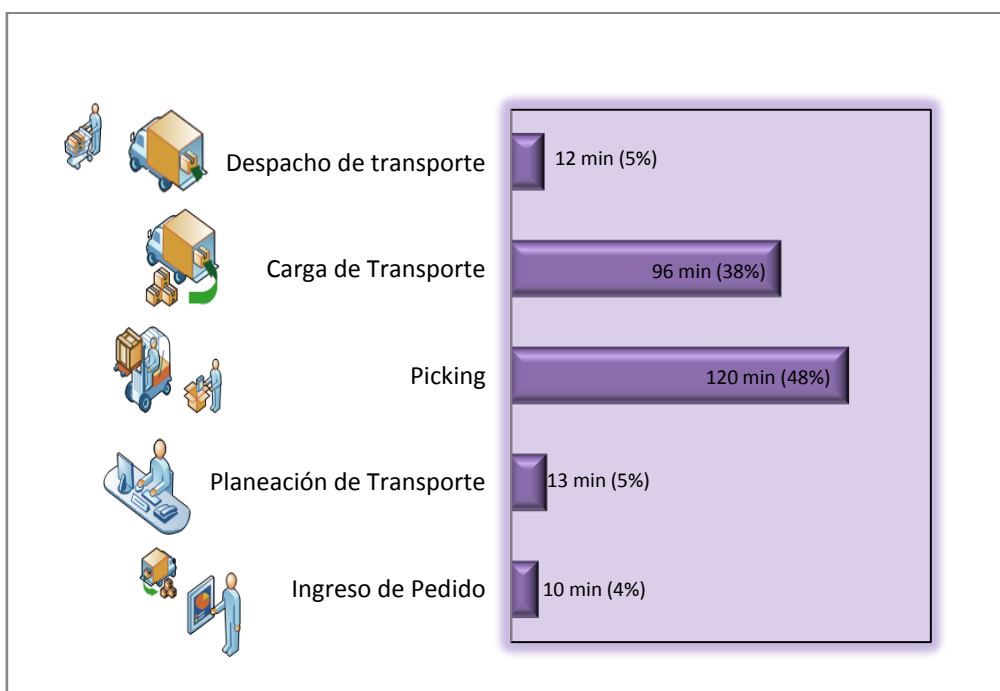 Despacho de transporte 12 min (5%)
Carga de Transporte 96 min (38%)
Picking 120 min (48%)
Planeación de Transporte 13 min (5%)
Ingreso de Pedido 10 min (4%)